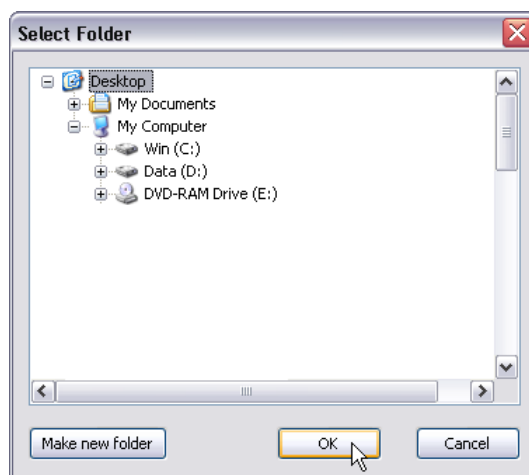 Select Folder
Desktop
My Documents
My Computer
Win (C:)
Data (D:)
DVD-RAM Drive (E:)
Make new folder
OK
Cancel